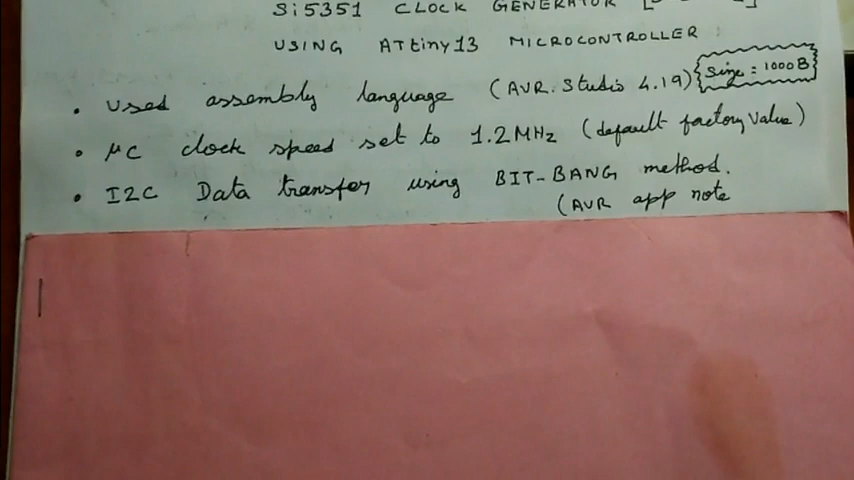 Si5351 CLOCK GENERATOR [
USING ATtiny13 MICROCONTROLLER
• Used assembly language (AVR.Studio 4.19) Size = 1000B
• μC clock speed set to 1.2MHz (default factory value)
• I2C Data transfer using BIT-BANG method.
(AVR app note